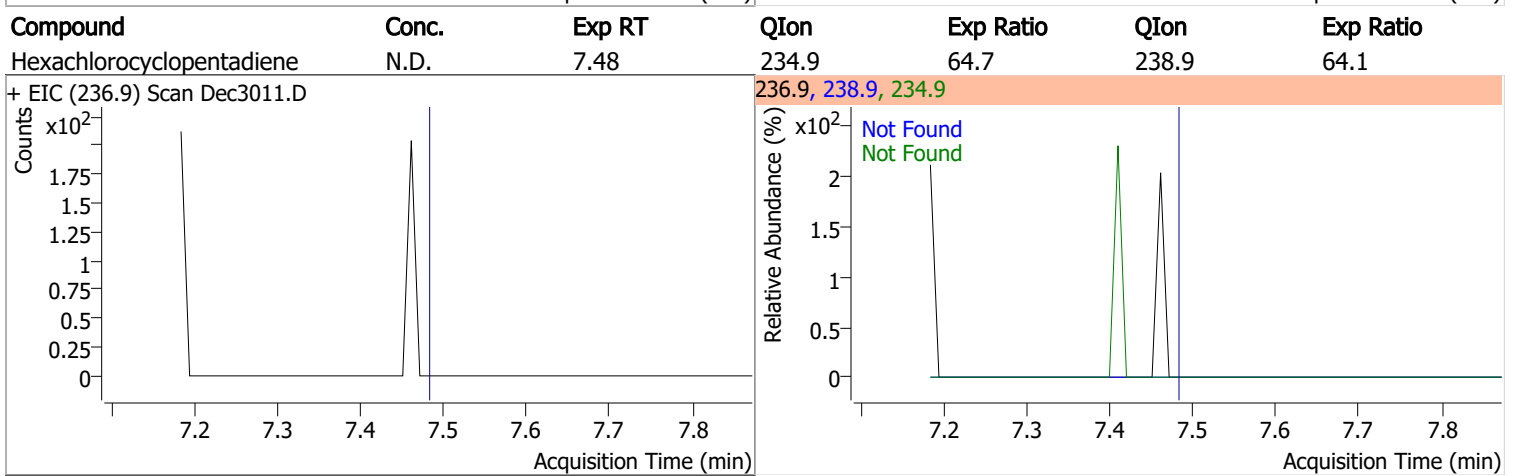 Compound Conc. Exp RT QIon Exp Ratio QIon Exp Ratio
Hexachlorocyclopentadiene N.D. 7.48 234.9 64.7 238.9 64.1
+ EIC (236.9) Scan Dec3011.D
Counts
x10²
1.75
1.5
1.25
1
0.75
0.5
0.25
0
7.2 7.3 7.4 7.5 7.6 7.7 7.8
Acquisition Time (min)
236.9, 238.9, 234.9
Relative Abundance (%)
x10²
Not Found
Not Found
2
1.5
1
0.5
0
7.2 7.3 7.4 7.5 7.6 7.7 7.8
Acquisition Time (min)